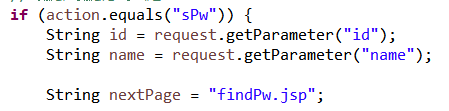 if (action.equals("sPw")) {
String id = request.getParameter("id");
String name = request.getParameter("name");
String nextPage = "findPw.jsp";